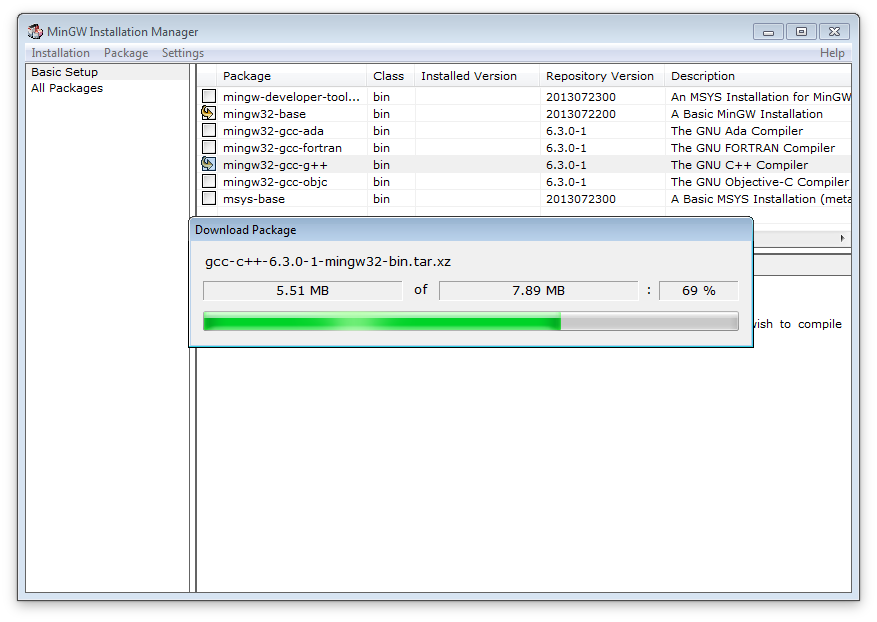 MinGW Installation Manager
Installation Package Settings Help
Basic Setup
All Packages
Package Class Installed Version Repository Version Description
mingw-developer-tool... bin 2013072300 An MSYS Installation for MinGW
mingw32-base bin 2013072200 A Basic MinGW Installation
mingw32-gcc-ada bin 6.3.0-1 The GNU Ada Compiler
mingw32-gcc-fortran bin 6.3.0-1 The GNU FORTRAN Compiler
mingw32-gcc-g++ bin 6.3.0-1 The GNU C++ Compiler
mingw32-gcc-objc bin 6.3.0-1 The GNU Objective-C Compiler
msys-base bin 2013072300 A Basic MSYS Installation (meta
Download Package
gcc-c++-6.3.0-1-mingw32-bin.tar.xz
5.51 MB of 7.89 MB : 69 %
to compile